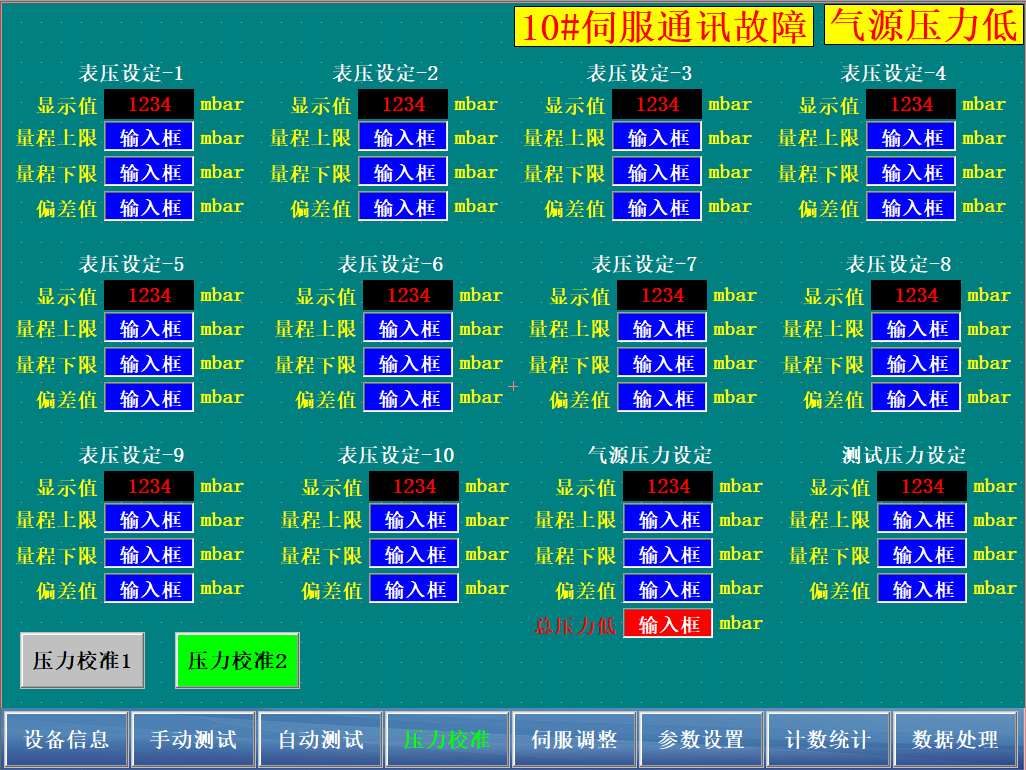 10#伺服通讯故障 气源压力低
表压设定-1 表压设定-2 表压设定-3 表压设定-4
显示值 1234 mbar 显示值 1234 mbar 显示值 1234 mbar 显示值 1234 mbar
量程上限 输入框 mbar 量程上限 输入框 mbar 量程上限 输入框 mbar 量程上限 输入框 mbar
量程下限 输入框 mbar 量程下限 输入框 mbar 量程下限 输入框 mbar 量程下限 输入框 mbar
偏差值 输入框 mbar 偏差值 输入框 mbar 偏差值 输入框 mbar 偏差值 输入框 mbar
表压设定-5 表压设定-6 表压设定-7 表压设定-8
显示值 1234 mbar 显示值 1234 mbar 显示值 1234 mbar 显示值 1234 mbar
量程上限 输入框 mbar 量程上限 输入框 mbar 量程上限 输入框 mbar 量程上限 输入框 mbar
量程下限 输入框 mbar 量程下限 输入框 mbar 量程下限 输入框 mbar 量程下限 输入框 mbar
偏差值 输入框 mbar 偏差值 输入框 mbar 偏差值 输入框 mbar 偏差值 输入框 mbar
表压设定-9 表压设定-10 气源压力设定 测试压力设定
显示值 1234 mbar 显示值 1234 mbar 显示值 1234 mbar 显示值 1234 mbar
量程上限 输入框 mbar 量程上限 输入框 mbar 量程上限 输入框 mbar 量程上限 输入框 mbar
量程下限 输入框 mbar 量程下限 输入框 mbar 量程下限 输入框 mbar 量程下限 输入框 mbar
偏差值 输入框 mbar 偏差值 输入框 mbar 偏差值 输入框 mbar 偏差值 输入框 mbar
总压力低 输入框 mbar
压力校准1 压力校准2
设备信息 手动测试 自动测试 压力校准 伺服调整 参数设置 计数统计 数据处理